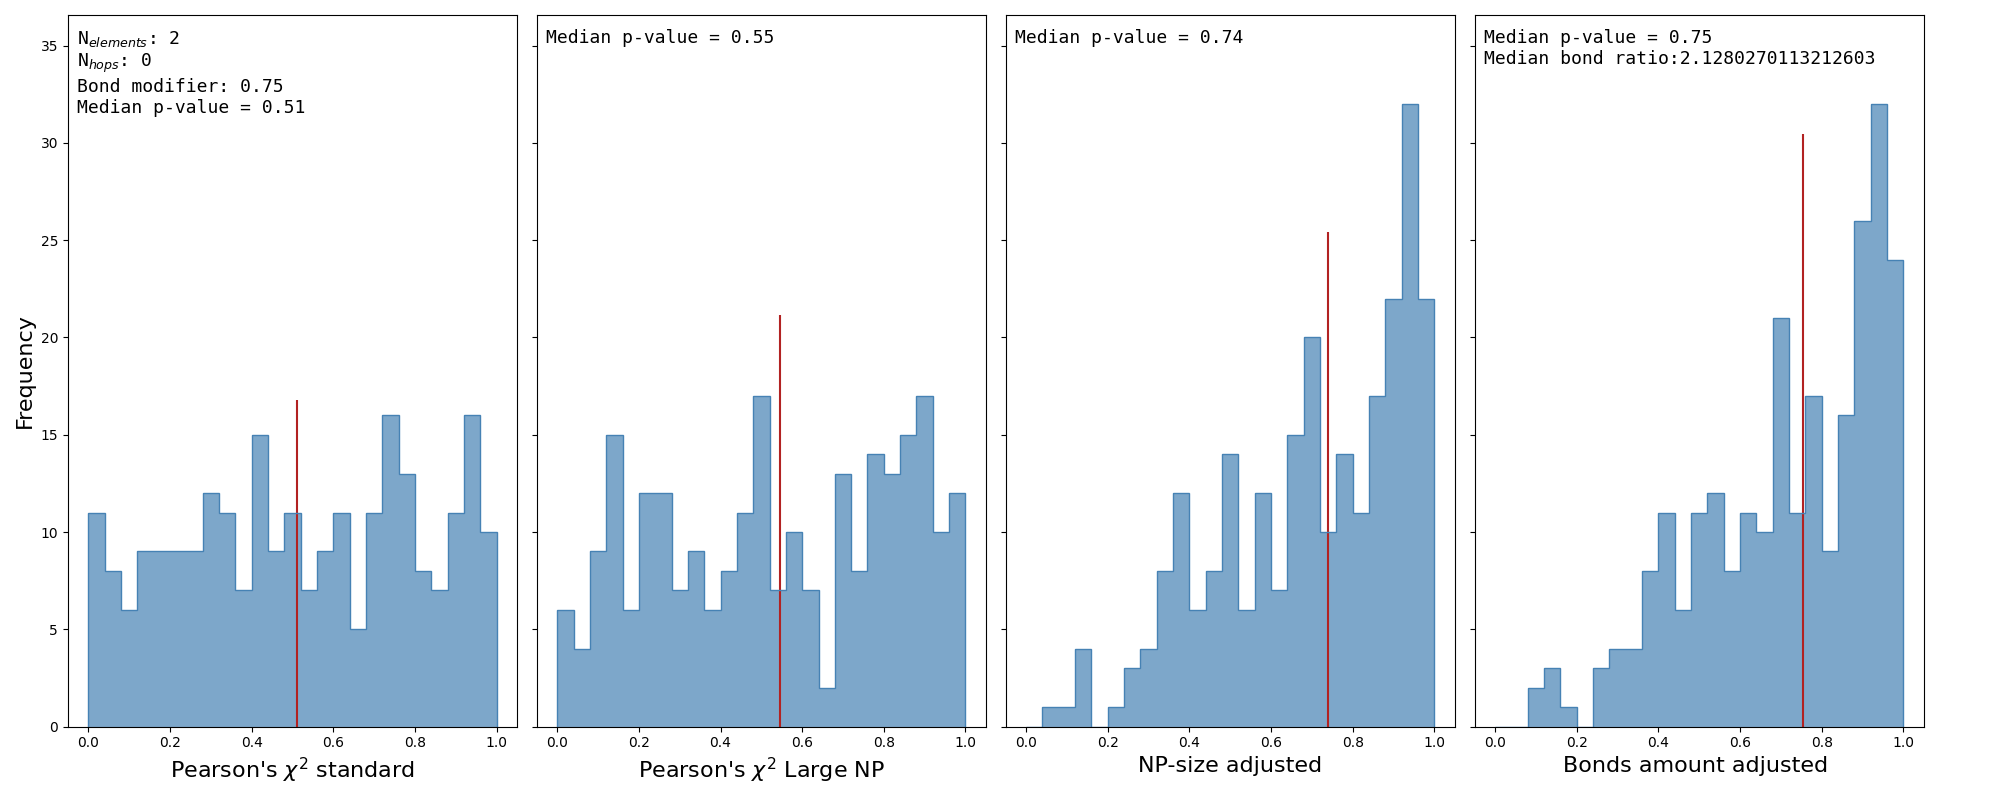 N_elements: 2
N_hops: 0
Bond modifier: 0.75
Median p-value = 0.51
Median p-value = 0.55
Median p-value = 0.74
Median p-value = 0.75
Median bond ratio:2.1280270113212603
Frequency
35
30
25
20
15
10
5
0
0.0 0.2 0.4 0.6 0.8 1.0
0.0 0.2 0.4 0.6 0.8 1.0
0.0 0.2 0.4 0.6 0.8 1.0
0.0 0.2 0.4 0.6 0.8 1.0
Pearson's χ² standard
Pearson's χ² Large NP
NP-size adjusted
Bonds amount adjusted